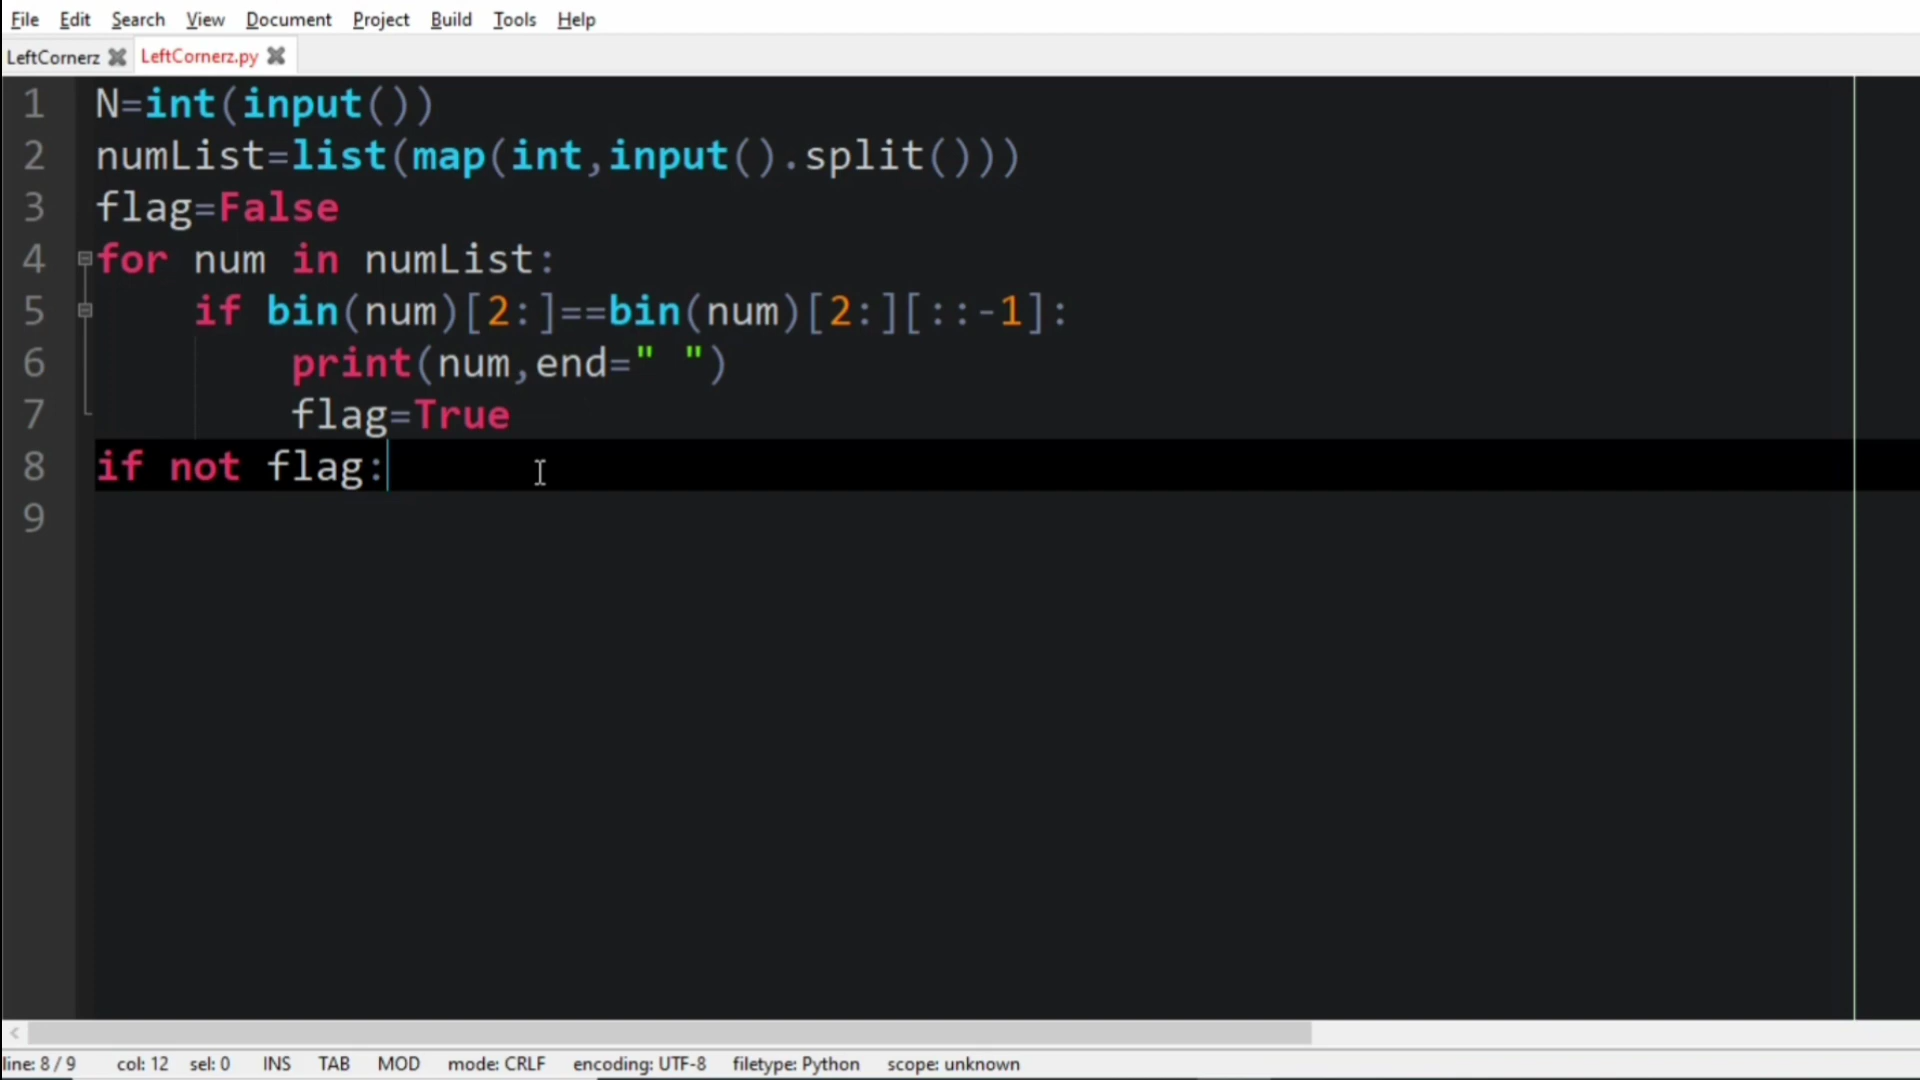 File Edit Search View Document Project Build Tools Help
LeftCornerz LeftCornerz.py
1 N=int(input())
2 numList=list(map(int,input().split()))
3 flag=False
4 for num in numList:
5 if bin(num)[2:]==bin(num)[2:][::-1]:
6 print(num,end=" ")
7 flag=True
8 if not flag:
9
line: 8 / 9 col: 12 sel: 0 INS TAB MOD mode: CRLF encoding: UTF-8 filetype: Python scope: unknown